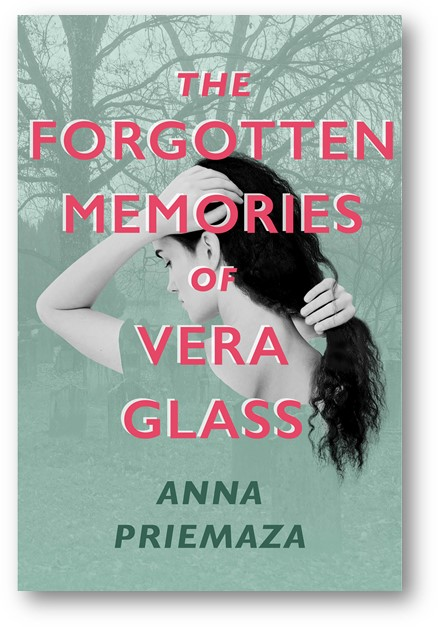 THE
FORGOTTEN
MEMORIES
OF
VERA
GLASS
ANNA
PRIEMAZA